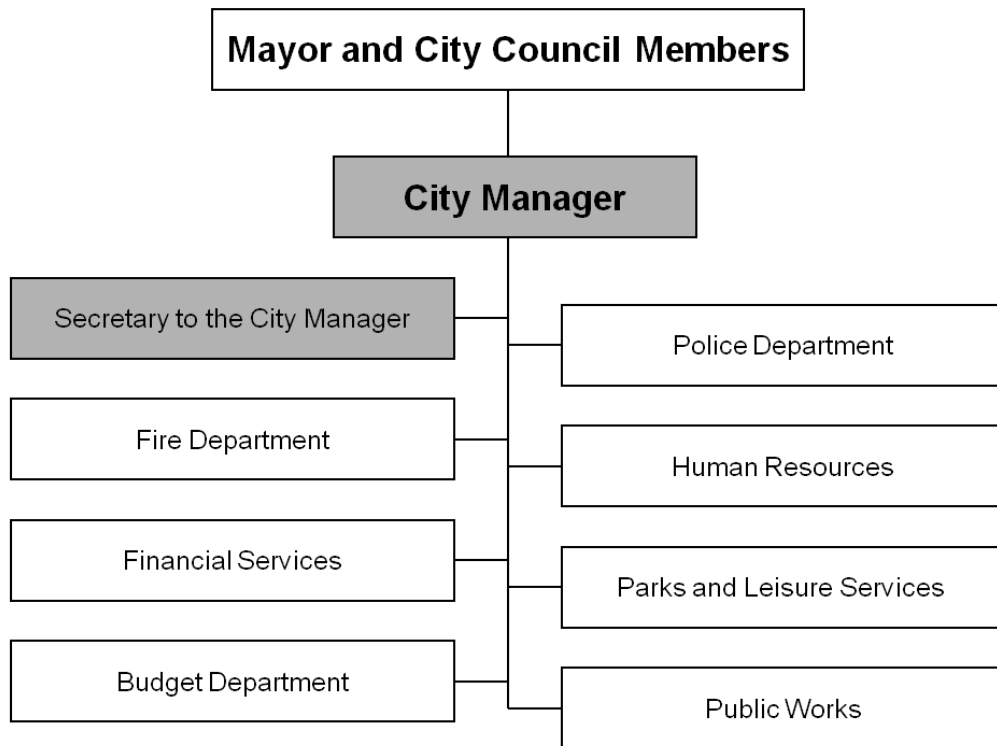 Mayor and City Council Members
City Manager
Secretary to the City Manager
Police Department
Fire Department
Human Resources
Financial Services
Parks and Leisure Services
Budget Department
Public Works